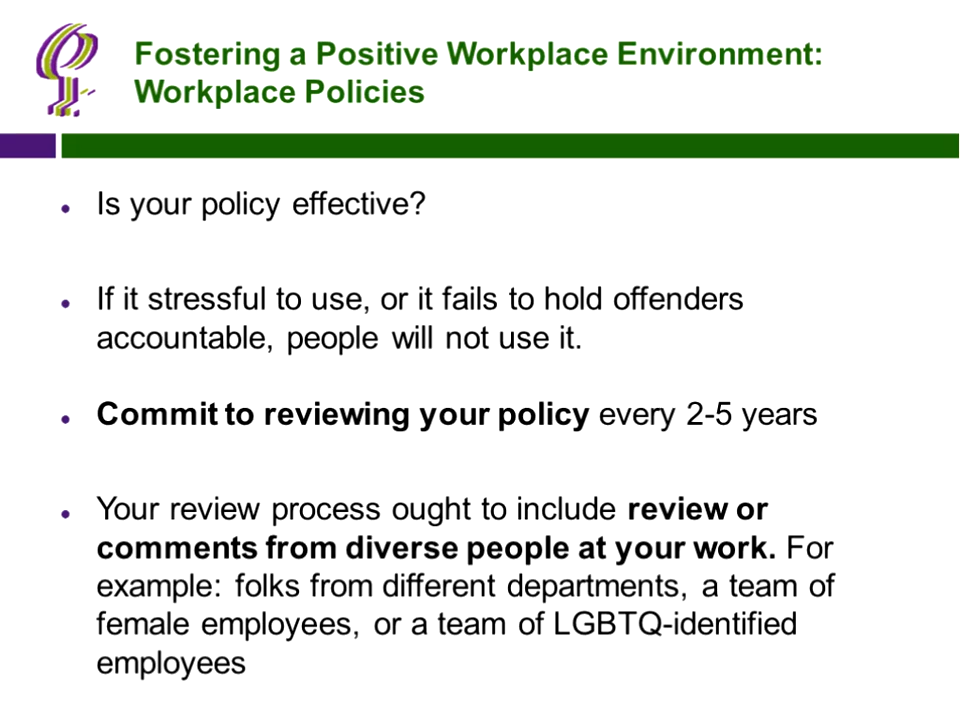 Fostering a Positive Workplace Environment:
Workplace Policies
Is your policy effective?
If it stressful to use, or it fails to hold offenders
accountable, people will not use it.
Commit to reviewing your policy every 2-5 years
Your review process ought to include review or
comments from diverse people at your work. For
example: folks from different departments, a team of
female employees, or a team of LGBTQ-identified
employees